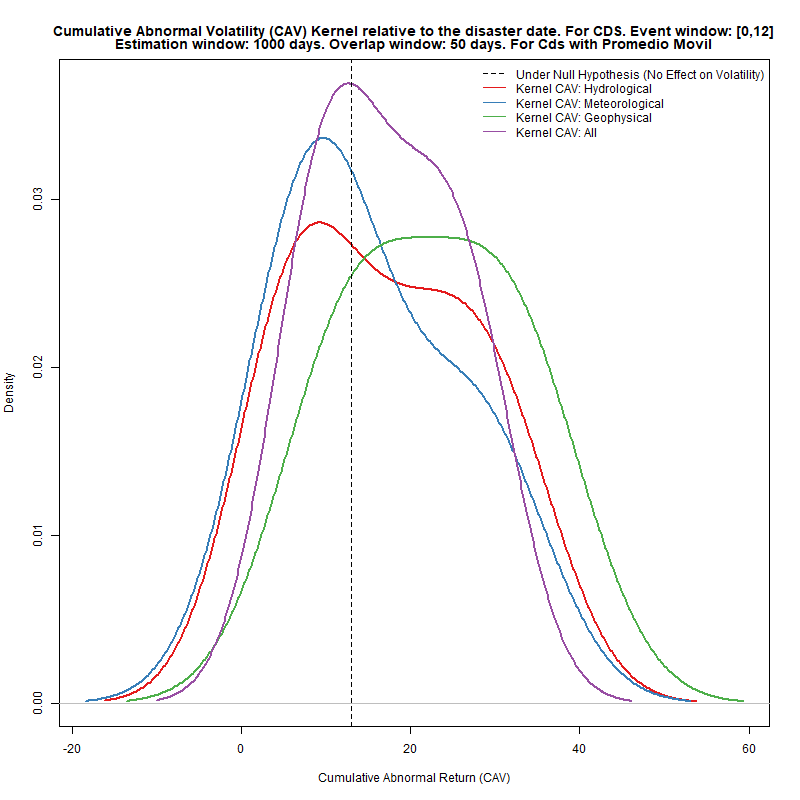 Cumulative Abnormal Volatility (CAV) Kernel relative to the disaster date. For CDS. Event window: [0,12]
Estimation window: 1000 days. Overlap window: 50 days. For Cds with Promedio Movil
Under Null Hypothesis (No Effect on Volatility)
Kernel CAV: Hydrological
Kernel CAV: Meteorological
Kernel CAV: Geophysical
Kernel CAV: All
Density
0.03
0.02
0.01
0.00
-20
0
20
40
60
Cumulative Abnormal Return (CAV)